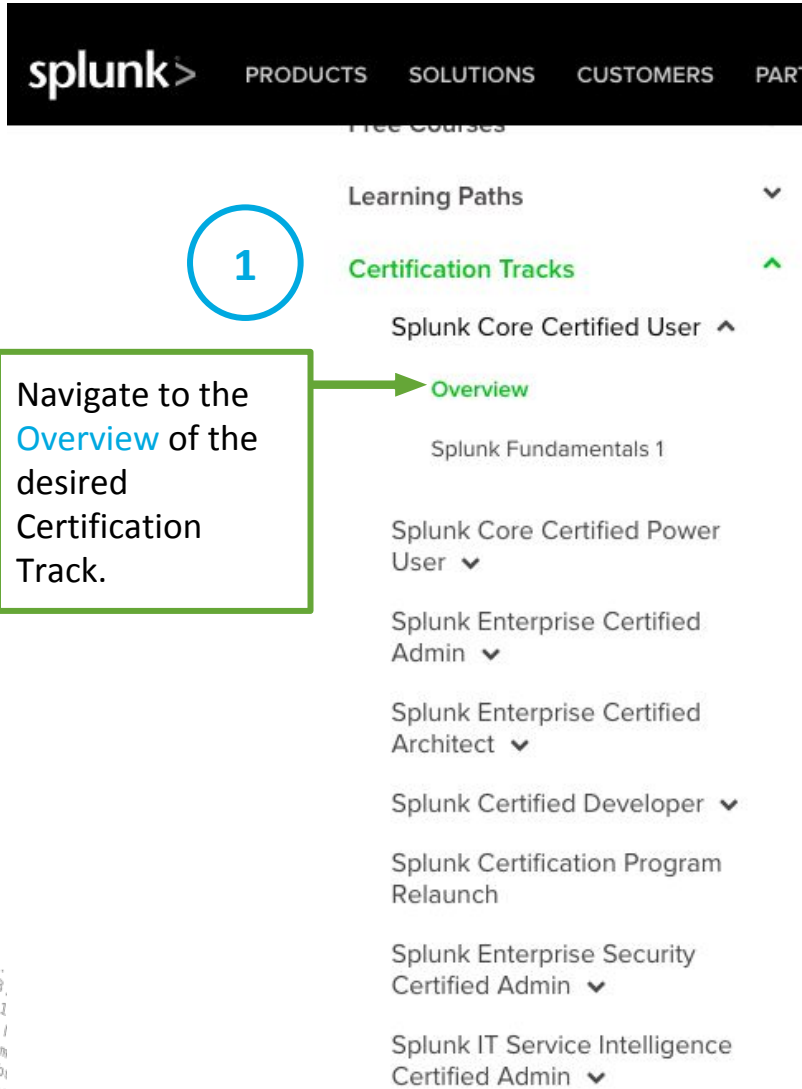 splunk> PRODUCTS SOLUTIONS CUSTOMERS
Free Courses
Learning Paths
1
Certification Tracks
Splunk Core Certified User
Navigate to the
Overview of the
desired
Certification
Track.
Overview
Splunk Fundamentals 1
Splunk Core Certified Power
User
Splunk Enterprise Certified
Admin
Splunk Enterprise Certified
Architect
Splunk Certified Developer
Splunk Certification Program
Relaunch
Splunk Enterprise Security
Certified Admin
Splunk IT Service Intelligence
Certified Admin